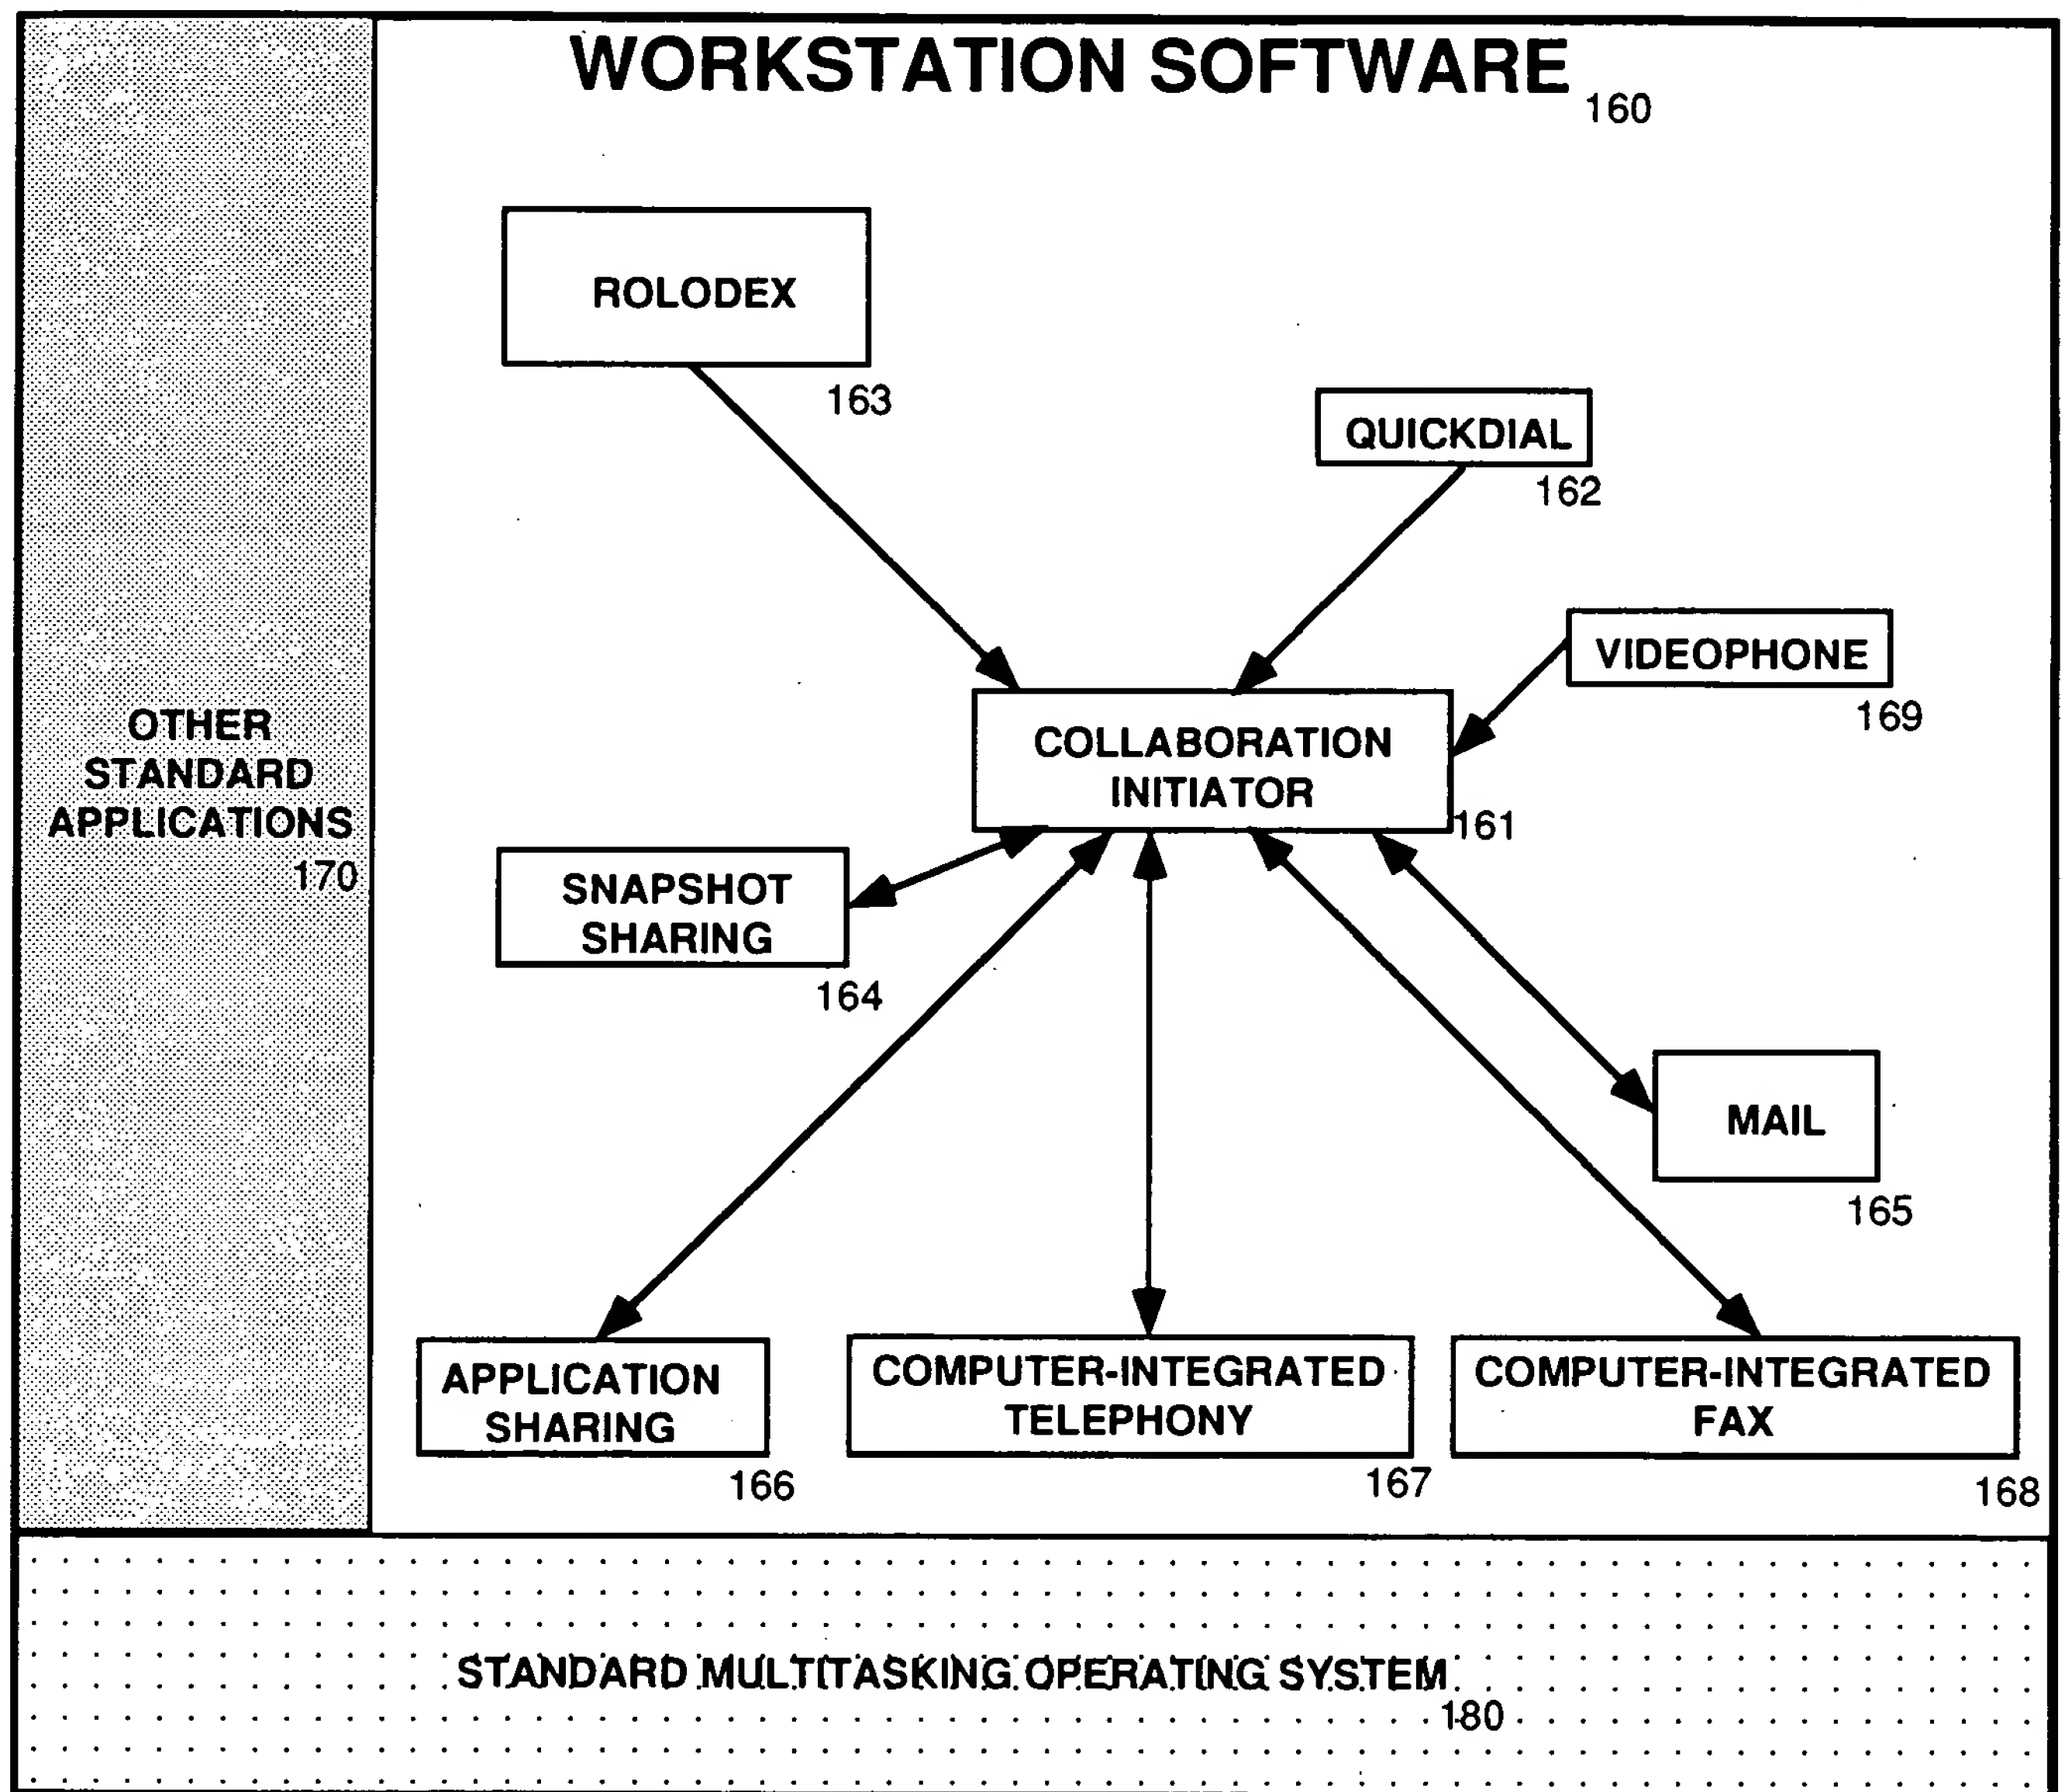 WORKSTATION SOFTWARE
160
ROLODEX
163
QUICKDIAL
162
VIDEOPHONE
169
COLLABORATION
INITIATOR
161
OTHER
STANDARD
APPLICATIONS
170
SNAPSHOT
SHARING
164
MAIL
165
APPLICATION
SHARING
166
COMPUTER-INTEGRATED
TELEPHONY
167
COMPUTER-INTEGRATED
FAX
168
STANDARD MULTITASKING OPERATING SYSTEM
180